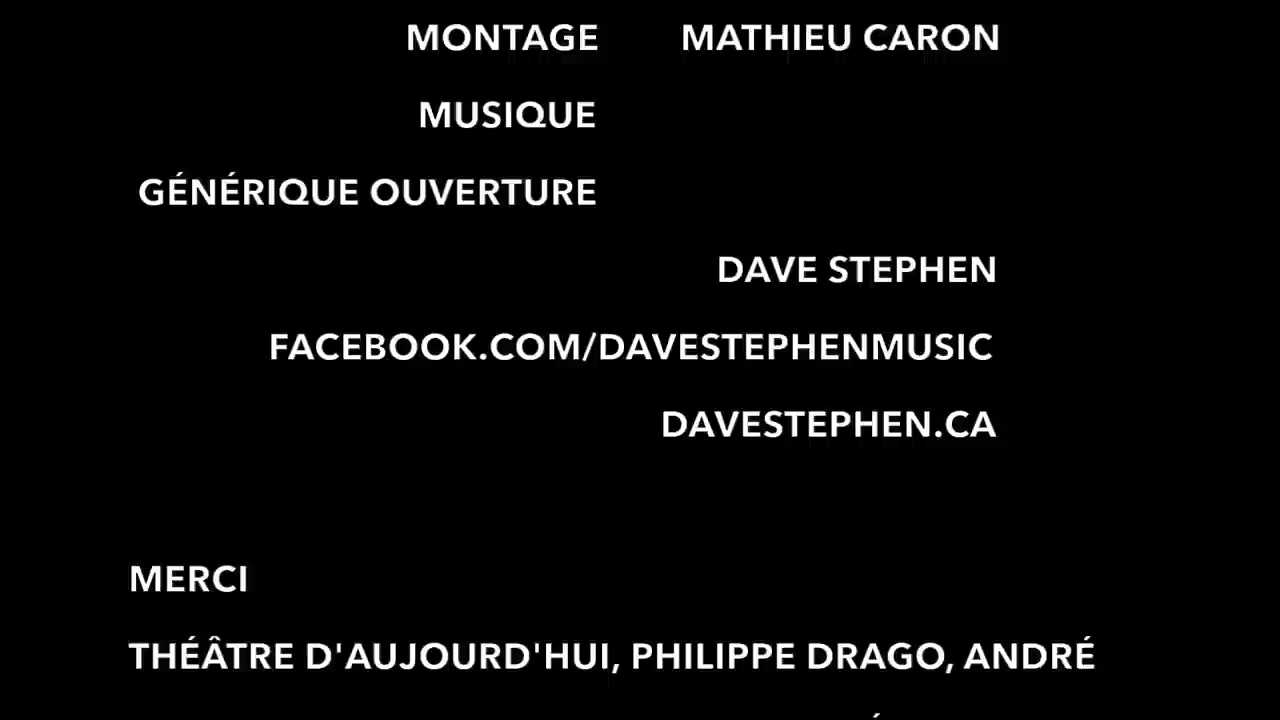 MONTAGE MATHIEU CARON
MUSIQUE
GÉNÉRIQUE OUVERTURE
DAVE STEPHEN
FACEBOOK.COM/DAVESTEPHENMUSIC
DAVESTEPHEN.CA
MERCI
THÉÂTRE D'AUJOURD'HUI, PHILIPPE DRAGO, ANDRÉ